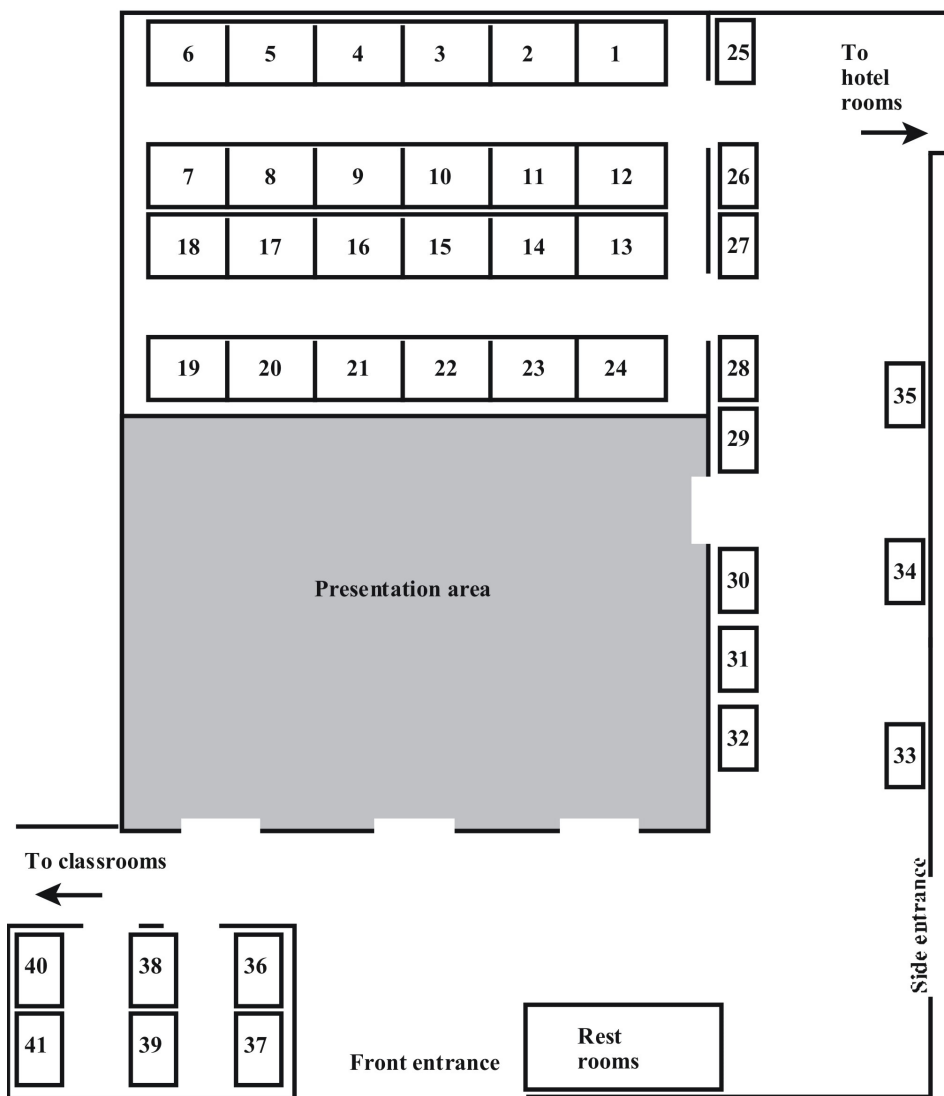 6 5 4 3 2 1 25
To
hotel
rooms
7 8 9 10 11 12 26
18 17 16 15 14 13 27
19 20 21 22 23 24 28
35
29
Presentation area
30
34
31
32
33
To classrooms
Side entrance
40 38 36
41 39 37
Front entrance
Rest
rooms